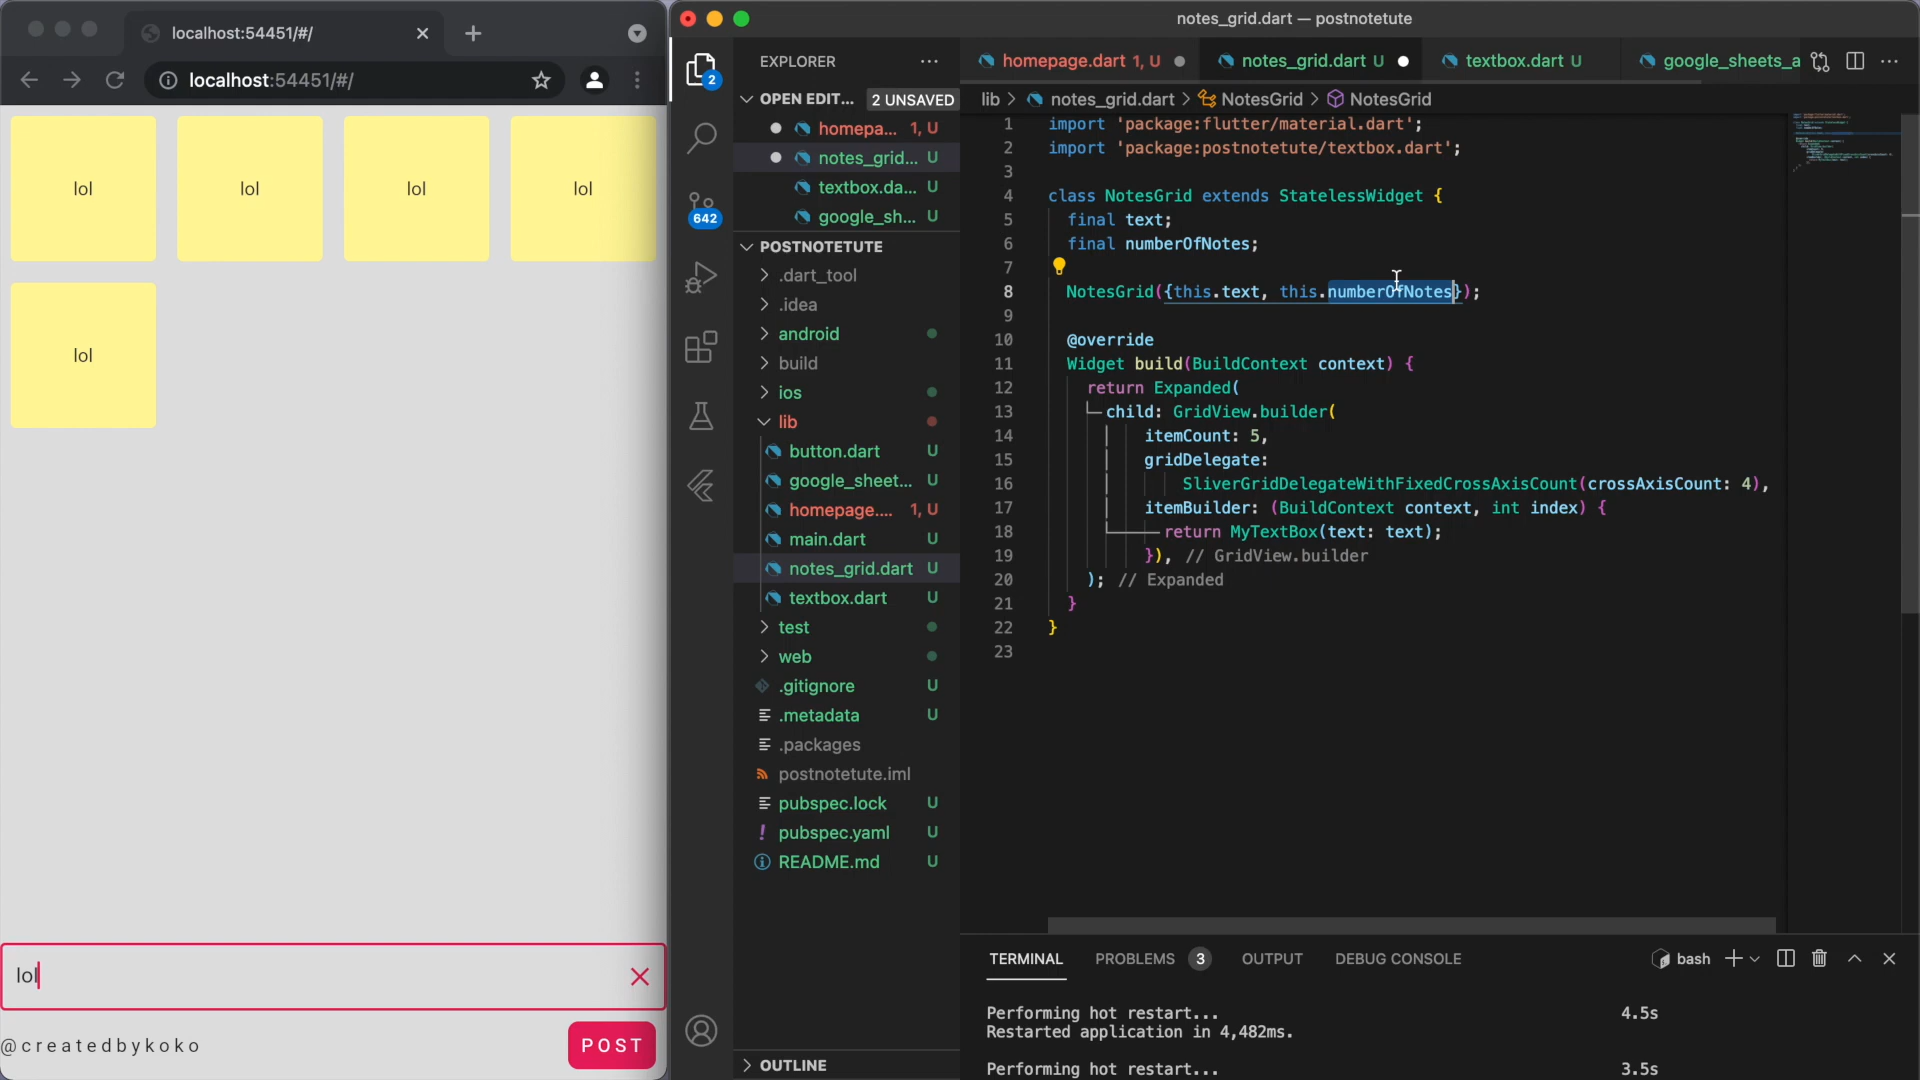 localhost:54451/#/
localhost:54451/#/
lol
lol
lol
lol
lol
lol
@createdbykoko
POST
notes_grid.dart — postnotetute
2
642
EXPLORER
OPEN EDIT... 2 UNSAVED
homepa... 1, U
notes_grid... U
textbox.da... U
google_sh... U
POSTNOTETUTE
.dart_tool
.idea
android
build
ios
lib
button.dart U
google_sheet... U
homepage.... 1, U
main.dart U
notes_grid.dart U
textbox.dart U
test
web
.gitignore U
.metadata U
.packages
postnotetute.iml
pubspec.lock U
pubspec.yaml U
README.md U
OUTLINE
homepage.dart 1, U
notes_grid.dart U
textbox.dart U
google_sheets_a
lib > notes_grid.dart > NotesGrid > NotesGrid
1 import 'package:flutter/material.dart';
2 import 'package:postnotetute/textbox.dart';
3
4 class NotesGrid extends StatelessWidget {
5 final text;
6 final numberOfNotes;
7
8 NotesGrid({this.text, this.numberOfNotes});
9
10 @override
11 Widget build(BuildContext context) {
12 return Expanded(
13 child: GridView.builder(
14 itemCount: 5,
15 gridDelegate:
16 SliverGridDelegateWithFixedCrossAxisCount(crossAxisCount: 4),
17 itemBuilder: (BuildContext context, int index) {
18 return MyTextBox(text: text);
19 }), // GridView.builder
20 ); // Expanded
21 }
22 }
23
TERMINAL PROBLEMS 3 OUTPUT DEBUG CONSOLE bash
Performing hot restart... 4.5s
Restarted application in 4,482ms.
Performing hot restart... 3.5s